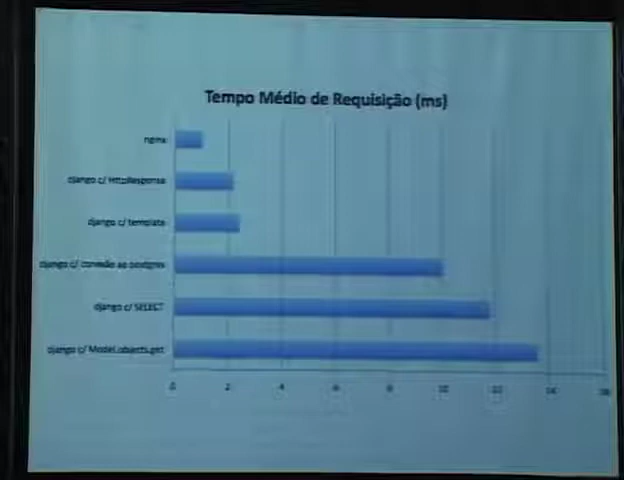 Tempo Médio de Requisição (ms)
nginx
django c/ HttpResponse
django c/ template
django c/ conexão ao postgres
django c/ SELECT
django c/ Model.objects.get
0 2 4 6 8 10 12 14 16